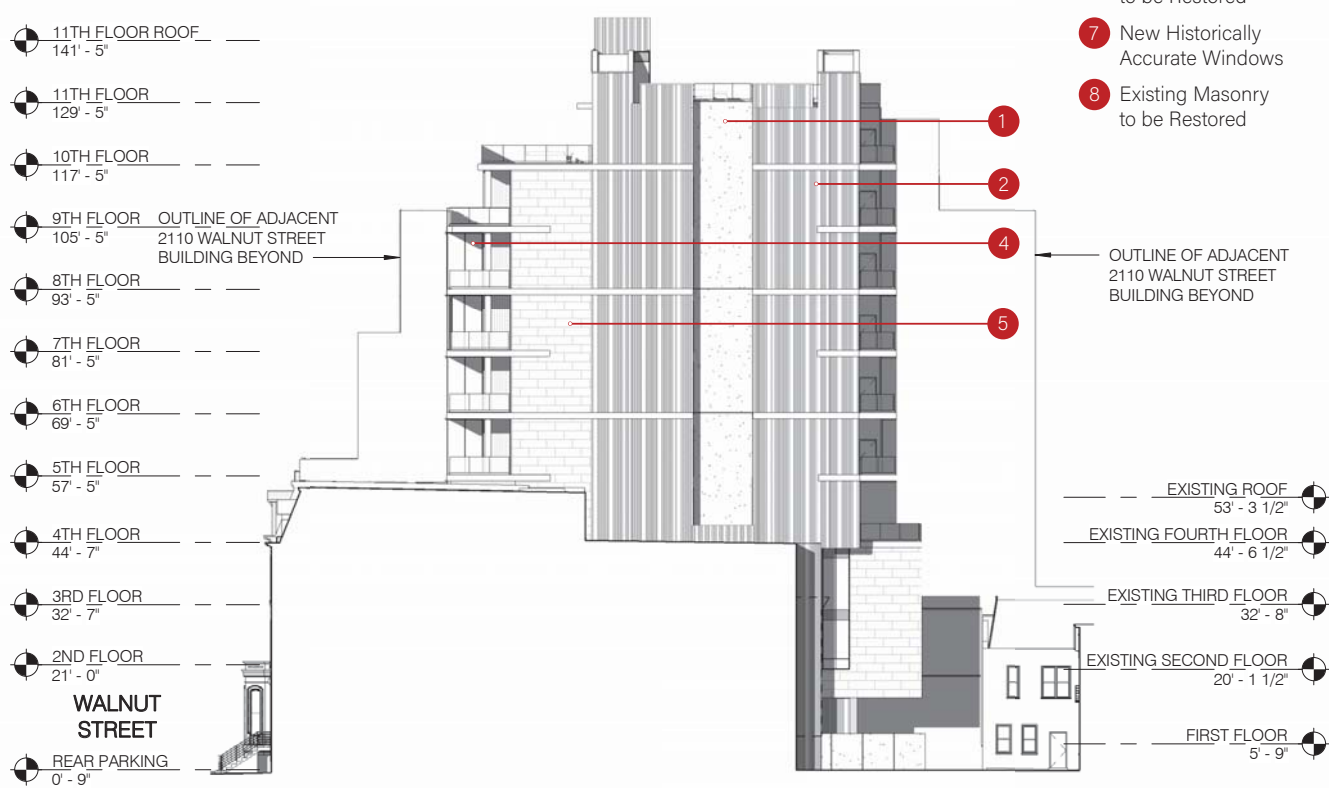 11TH FLOOR ROOF
141' - 5"
11TH FLOOR
129' - 5"
10TH FLOOR
117' - 5"
9TH FLOOR
105' - 5"
OUTLINE OF ADJACENT
2110 WALNUT STREET
BUILDING BEYOND
8TH FLOOR
93' - 5"
7TH FLOOR
81' - 5"
6TH FLOOR
69' - 5"
5TH FLOOR
57' - 5"
4TH FLOOR
44' - 7"
3RD FLOOR
32' - 7"
2ND FLOOR
21' - 0"
WALNUT
STREET
REAR PARKING
0' - 9"
1
2
4
5
to be Restored
7 New Historically
Accurate Windows
8 Existing Masonry
to be Restored
OUTLINE OF ADJACENT
2110 WALNUT STREET
BUILDING BEYOND
EXISTING ROOF
53' - 3 1/2"
EXISTING FOURTH FLOOR
44' - 6 1/2"
EXISTING THIRD FLOOR
32' - 8"
EXISTING SECOND FLOOR
20' - 1 1/2"
FIRST FLOOR
5' - 9"